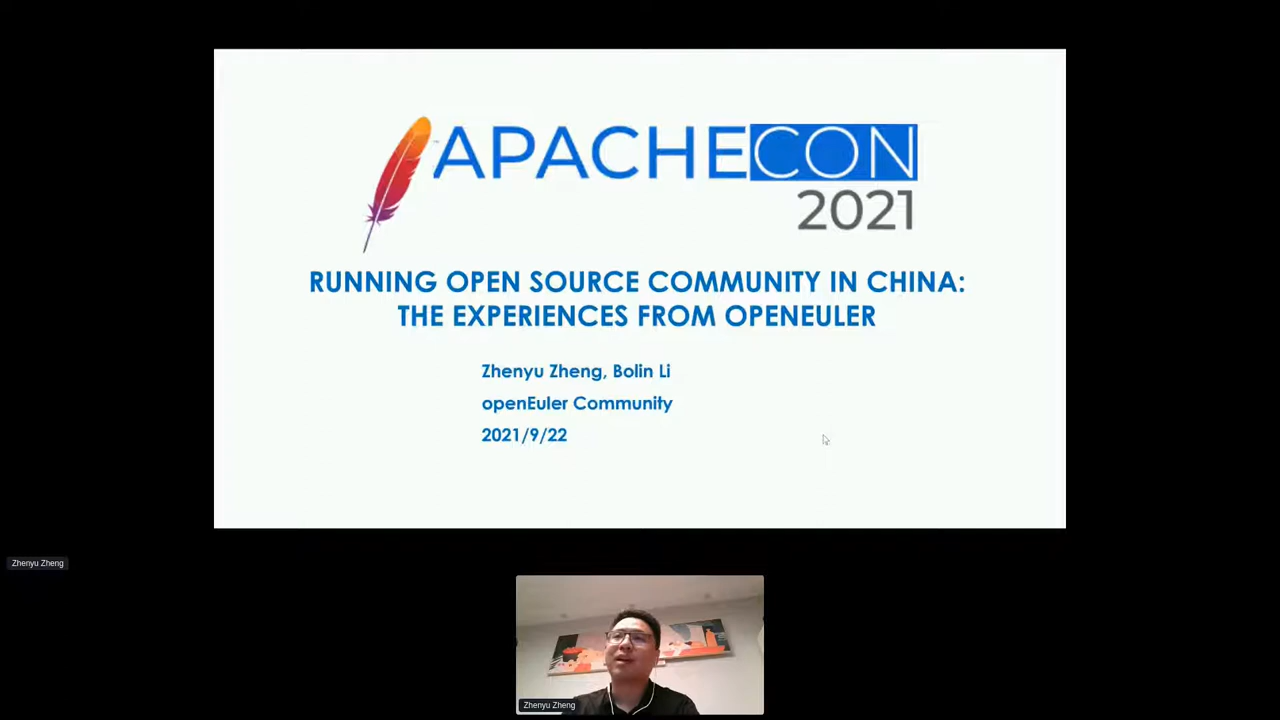 APACHECON
2021
RUNNING OPEN SOURCE COMMUNITY IN CHINA:
THE EXPERIENCES FROM OPENEULER
Zhenyu Zheng, Bolin Li
openEuler Community
2021/9/22
Zhenyu Zheng
Zhenyu Zheng